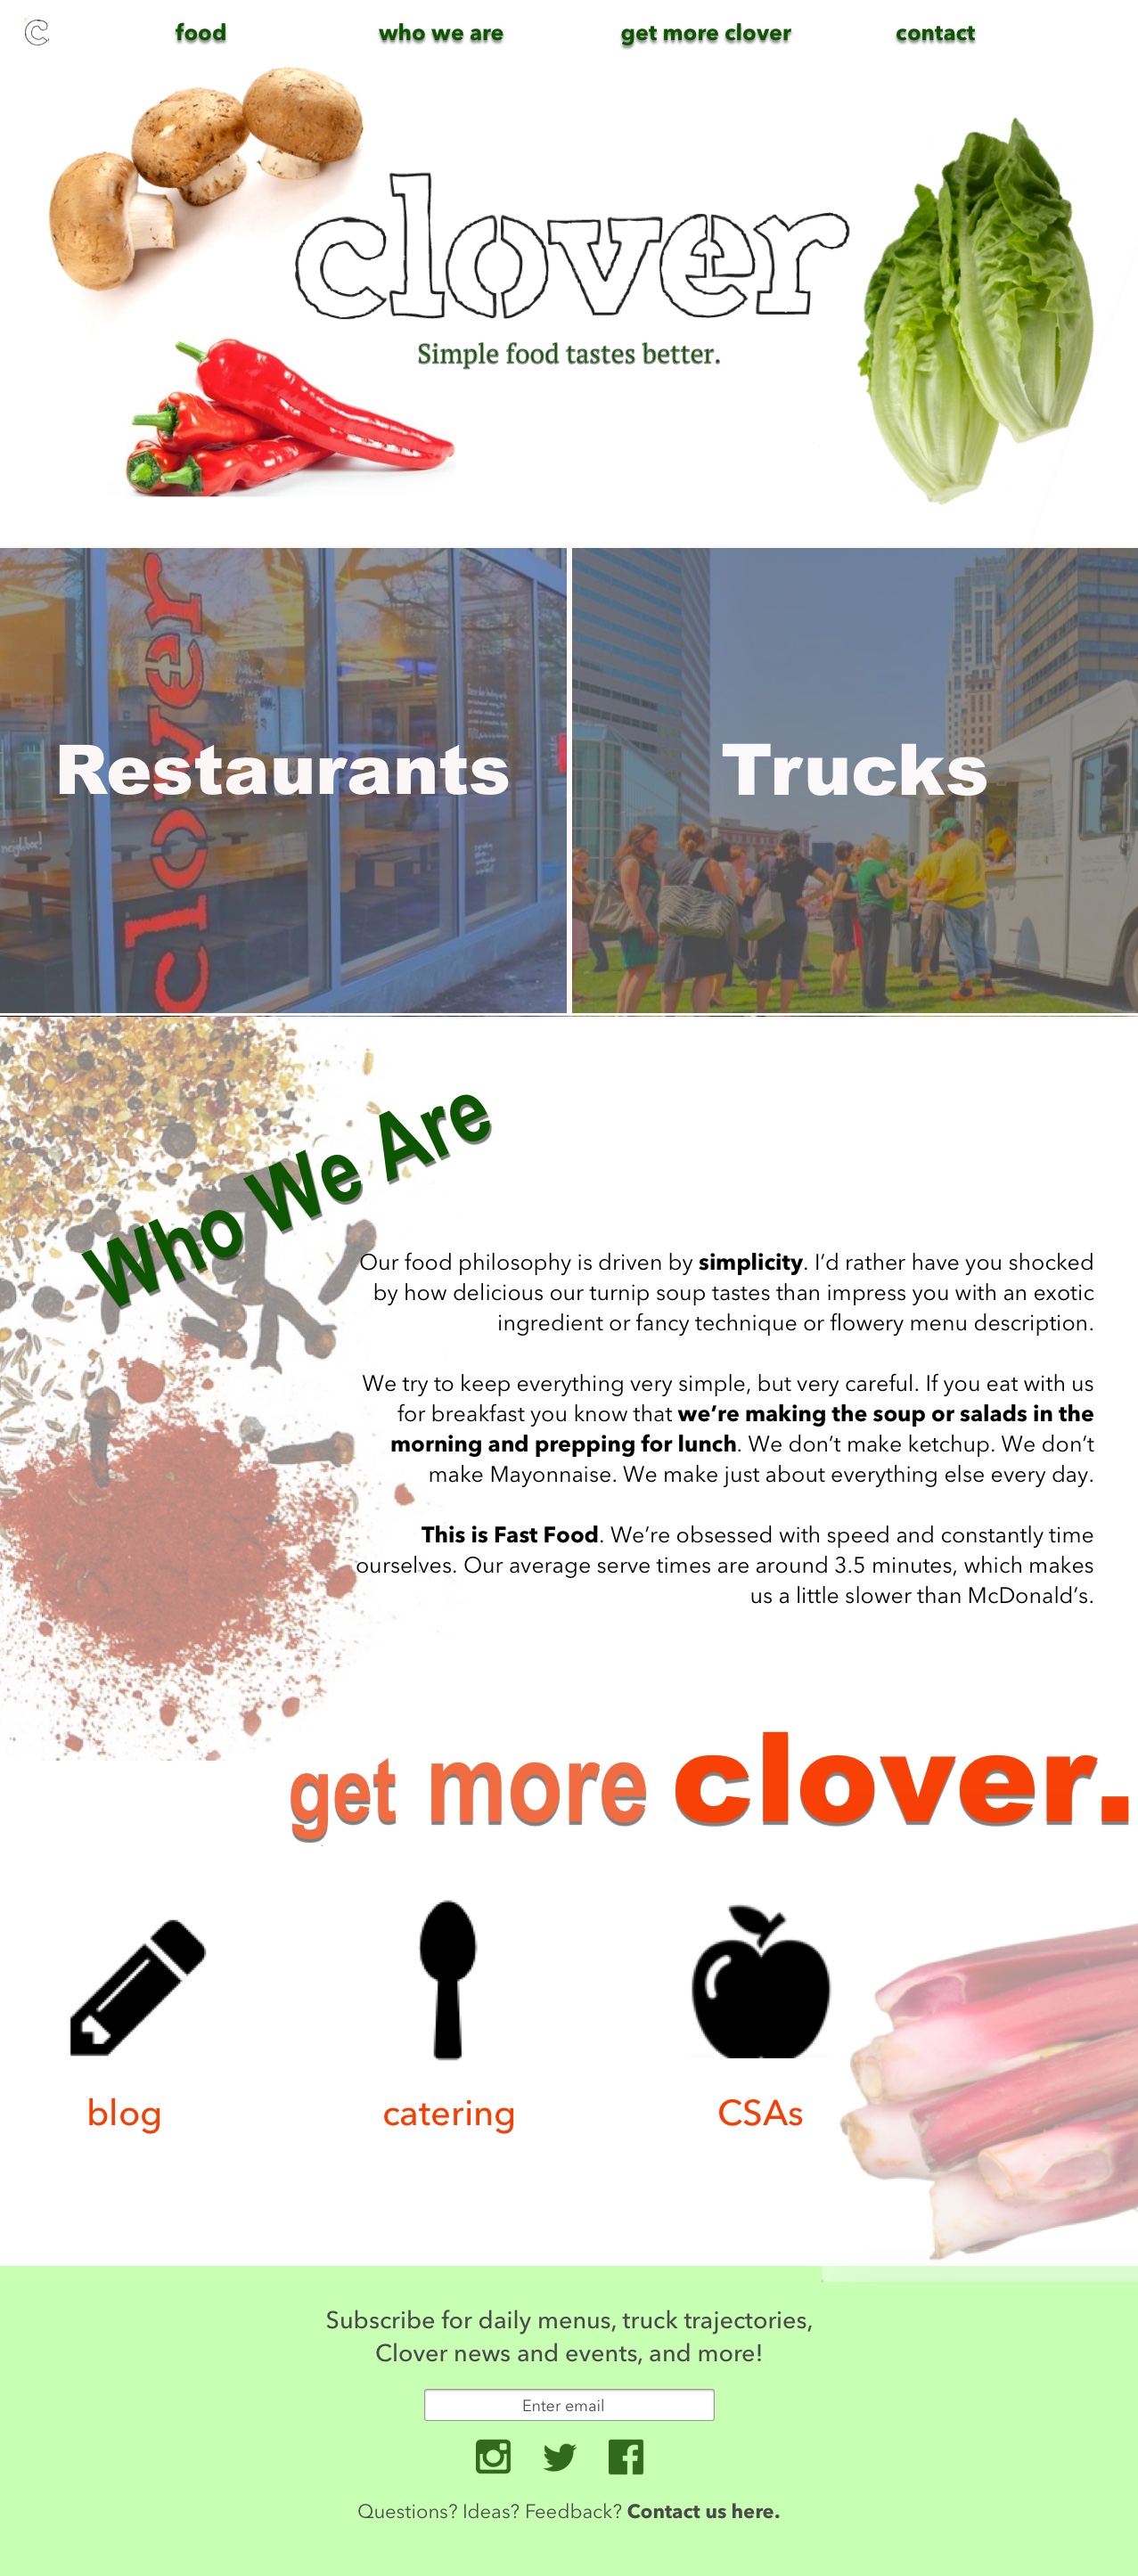 C
food who we are get more clover contact
clover
Simple food tastes better.
clover
neighbor!
Restaurants
Trucks
Who We Are
Our food philosophy is driven by simplicity. I’d rather have you shocked
by how delicious our turnip soup tastes than impress you with an exotic
ingredient or fancy technique or flowery menu description.
We try to keep everything very simple, but very careful. If you eat with us
for breakfast you know that we’re making the soup or salads in the
morning and prepping for lunch. We don’t make ketchup. We don’t
make Mayonnaise. We make just about everything else every day.
This is Fast Food. We’re obsessed with speed and constantly time
ourselves. Our average serve times are around 3.5 minutes, which makes
us a little slower than McDonald’s.
get more clover.
blog catering CSAs
Subscribe for daily menus, truck trajectories,
Clover news and events, and more!
Enter email
Questions? Ideas? Feedback? Contact us here.